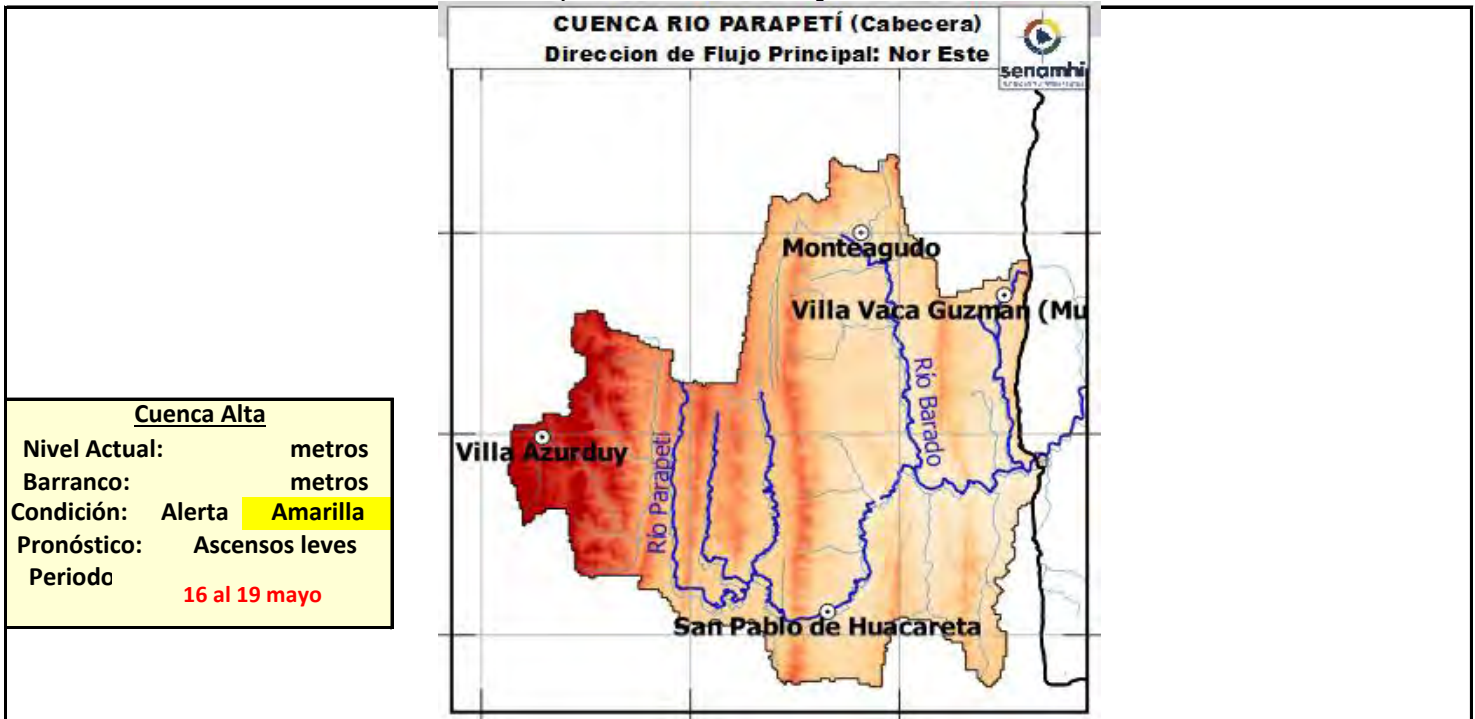 CUENCA RIO PARAPETÍ (Cabecera)
Direccion de Flujo Principal: Nor Este
senamhi
Monteagudo
Villa Vaca Guzman (Mu
Río Barado
Villa Azurduy
Río Parapetí
San Pablo de Huacareta
Cuenca Alta
Nivel Actual: metros
Barranco: metros
Condición: Alerta Amarilla
Pronóstico: Ascensos leves
Periodo
16 al 19 mayo